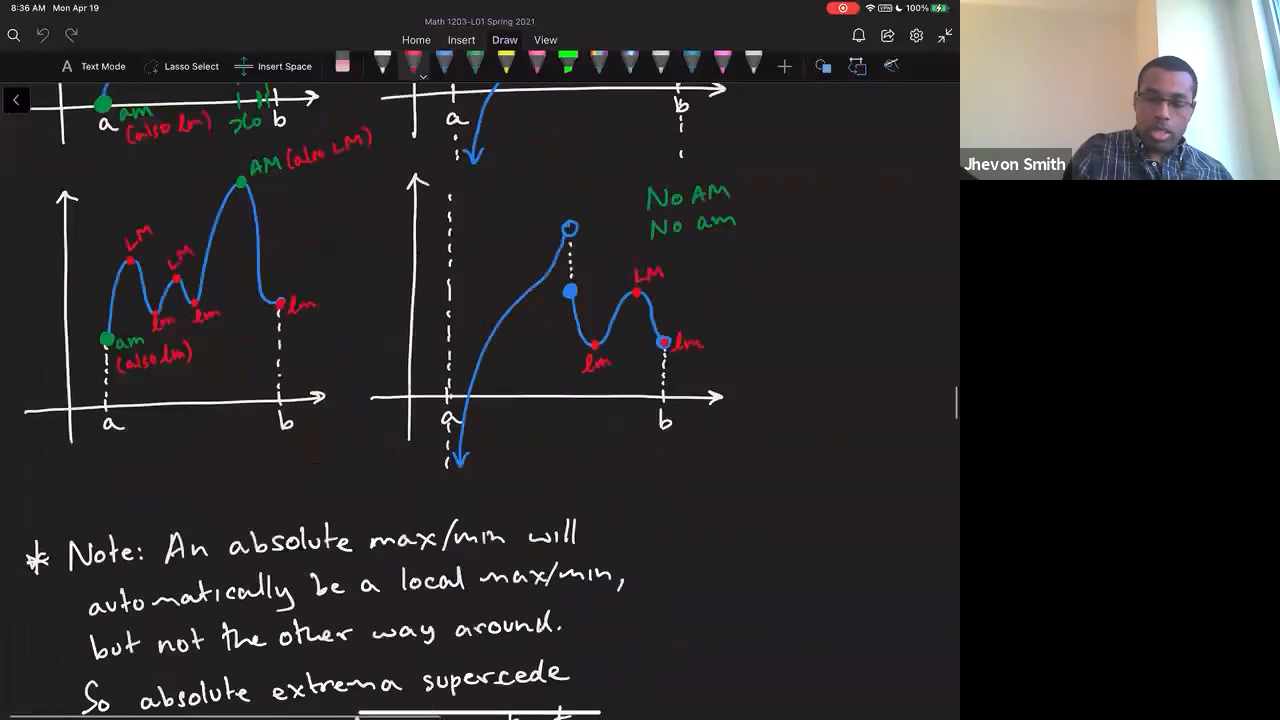 8:36 AM Mon Apr 19
100%
Math 1203-L01 Spring 2021
Home Insert Draw View
Text Mode Lasso Select Insert Space
am
a
(also lm)
x0
b
a
b
AM (also LM)
LM
LM
lm
lm
lm
am
(also lm)
a
b
No AM
No am
LM
lm
lm
a
b
* Note: An absolute max/min will
automatically be a local max/min,
but not the other way around.
So absolute extrema supercede
Jhevon Smith